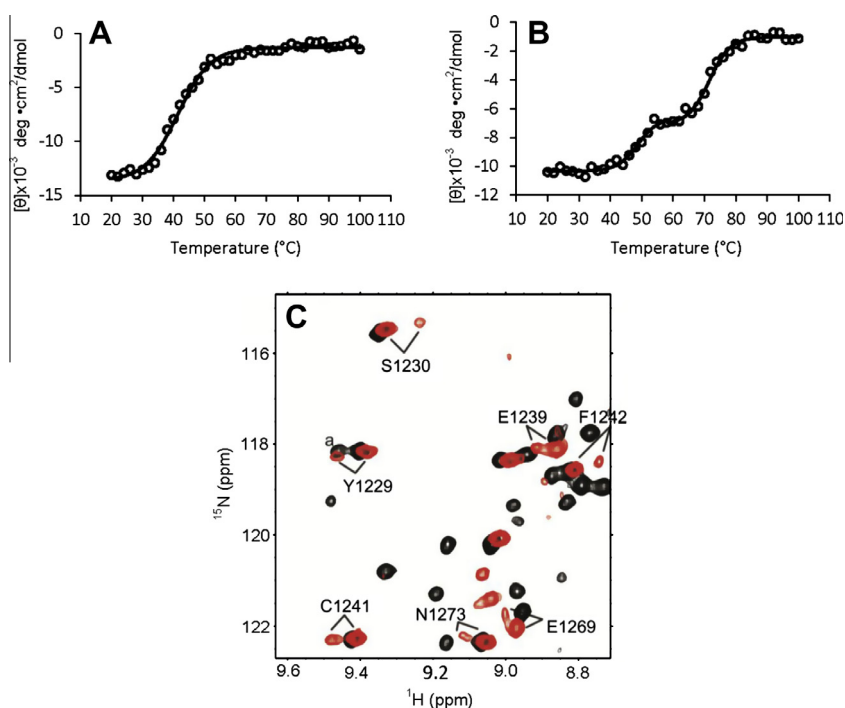 A
[θ]x10⁻³ deg •cm²/dmol
0
-5
-10
-15
10 20 30 40 50 60 70 80 90 100 110
Temperature (°C)
B
[θ]x10⁻³ deg •cm²/dmol
0
-2
-4
-6
-8
-10
-12
10 20 30 40 50 60 70 80 90 100 110
Temperature (°C)
C
¹⁵N (ppm)
116
118
120
122
S1230
E1239 F1242
a
Y1229
C1241
N1273
E1269
9.6 9.4 9.2 9.0 8.8
¹H (ppm)